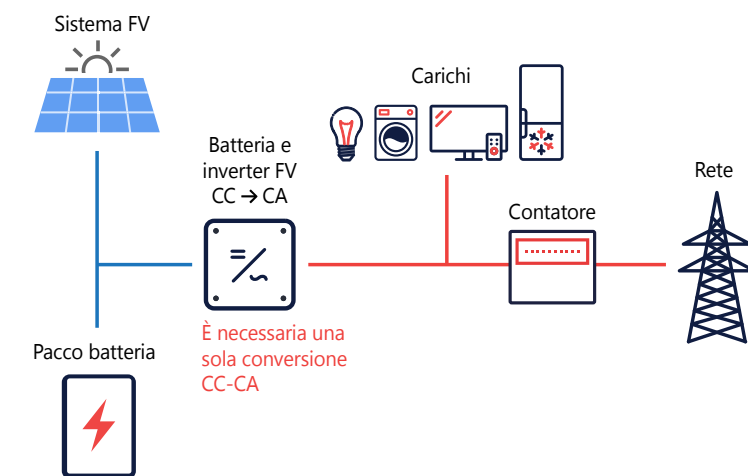 Sistema FV
Carichi
Batteria e
inverter FV
CC → CA
Rete
Contatore
È necessaria una
sola conversione
CC-CA
Pacco batteria